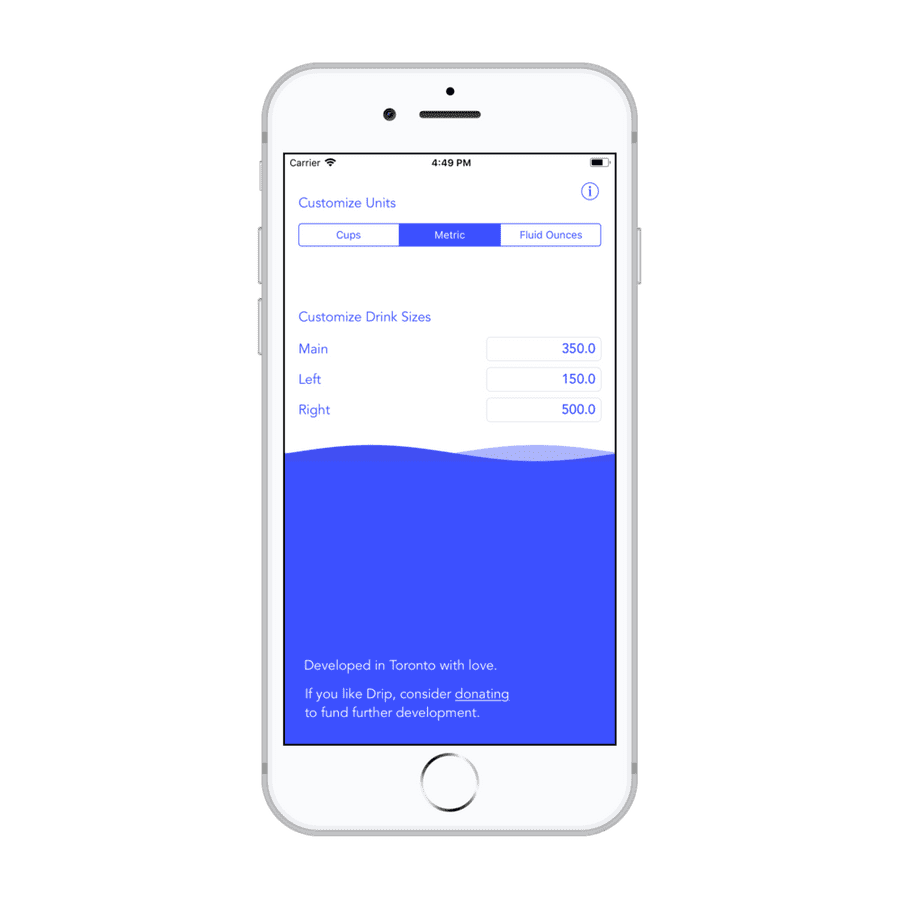 Carrier 4:49 PM
Customize Units
Cups Metric Fluid Ounces
Customize Drink Sizes
Main 350.0
Left 150.0
Right 500.0
Developed in Toronto with love.
If you like Drip, consider donating
to fund further development.